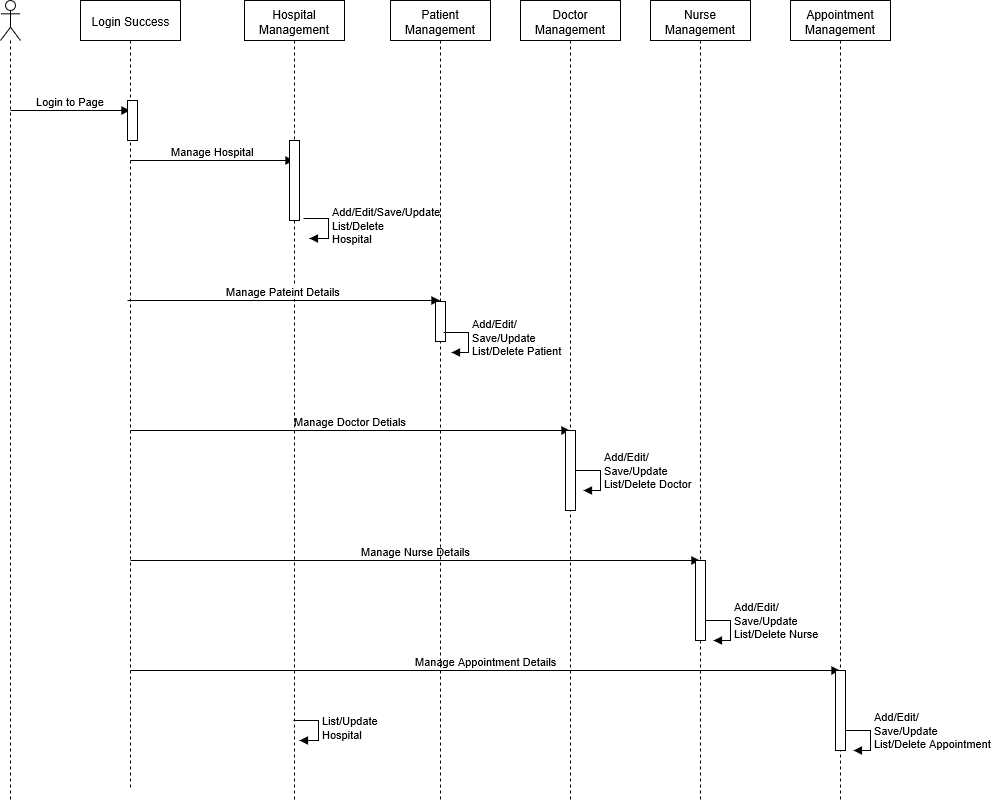 Login Success
Hospital
Management
Patient
Management
Doctor
Management
Nurse
Management
Appointment
Management
Login to Page
Manage Hospital
Add/Edit/Save/Update
List/Delete
Hospital
Manage Pateint Details
Add/Edit/
Save/Update
List/Delete Patient
Manage Doctor Detials
Add/Edit/
Save/Update
List/Delete Doctor
Manage Nurse Details
Add/Edit/
Save/Update
List/Delete Nurse
Manage Appointment Details
List/Update
Hospital
Add/Edit/
Save/Update
List/Delete Appointment